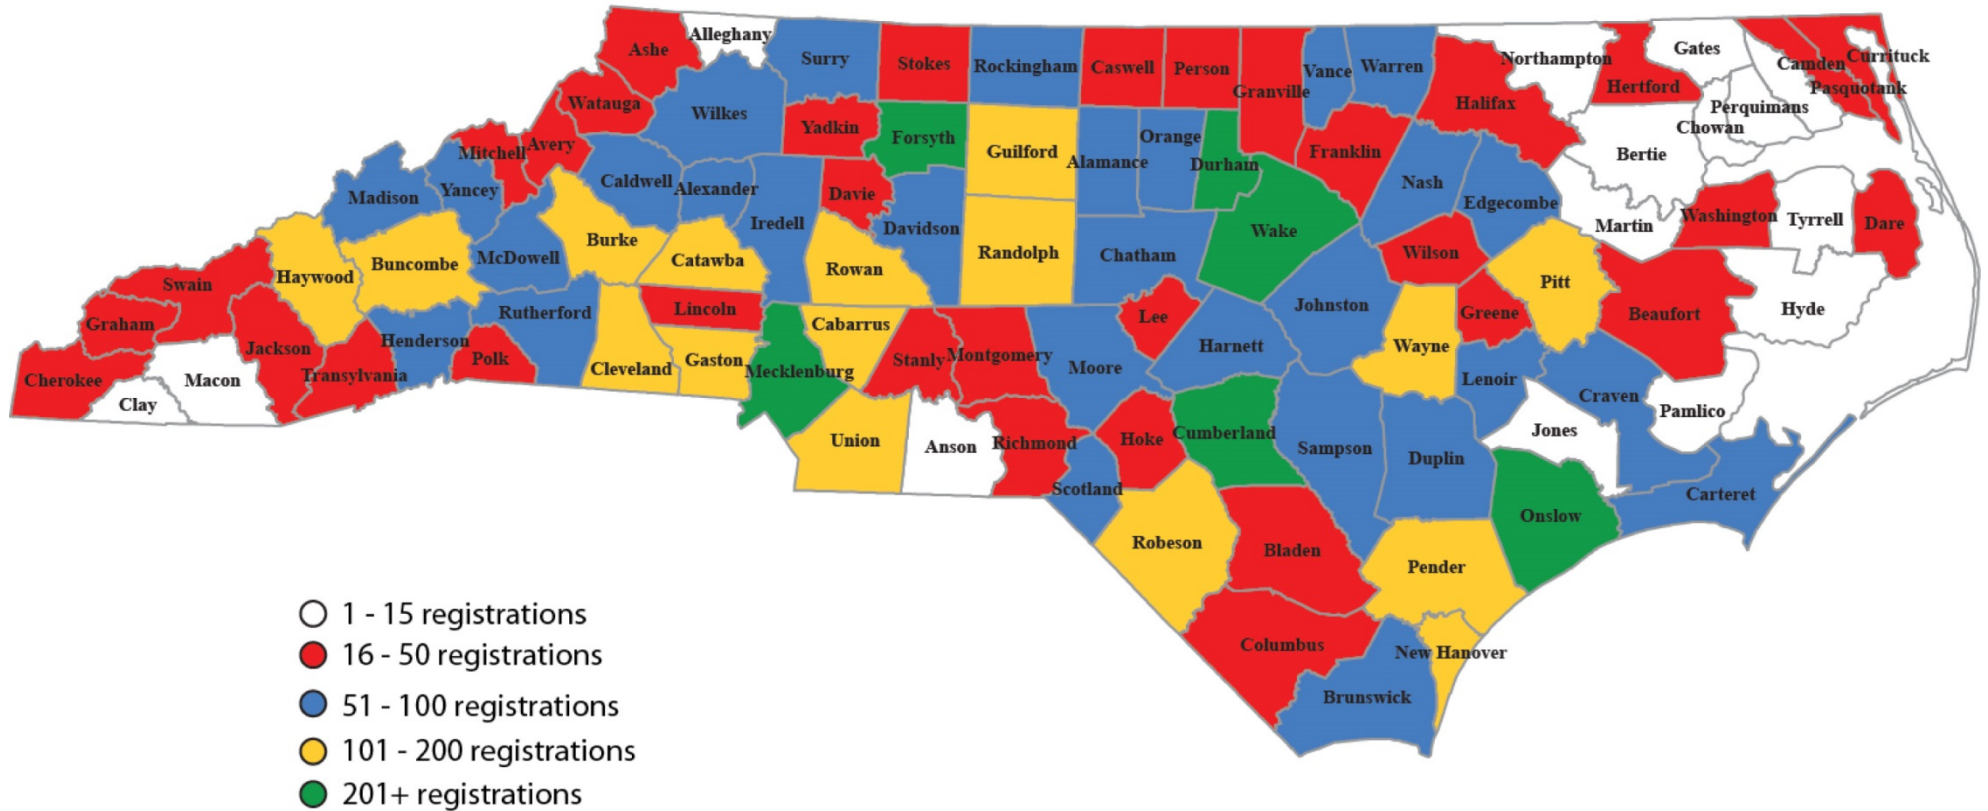 Ashe
Alleghany
Surry
Stokes
Rockingham
Caswell
Person
Granville
Vance
Warren
Halifax
Northampton
Hertford
Gates
Camden
Currituck
Pasquotank
Perquimans
Chowan
Bertie
Watauga
Wilkes
Yadkin
Forsyth
Guilford
Alamance
Orange
Durham
Franklin
Nash
Edgecombe
Martin
Washington
Tyrrell
Dare
Mitchell
Avery
Madison
Yancey
Caldwell
Alexander
Iredell
Davie
Davidson
Randolph
Chatham
Wake
Wilson
Pitt
Beaufort
Hyde
Swain
Haywood
Buncombe
McDowell
Burke
Catawba
Rowan
Johnston
Greene
Graham
Jackson
Henderson
Rutherford
Lincoln
Cabarrus
Stanly
Montgomery
Moore
Lee
Harnett
Wayne
Lenoir
Craven
Pamlico
Cherokee
Clay
Macon
Transylvania
Polk
Cleveland
Gaston
Mecklenburg
Union
Anson
Richmond
Hoke
Cumberland
Sampson
Duplin
Jones
Scotland
Robeson
Bladen
Pender
Onslow
Carteret
Columbus
New Hanover
Brunswick
1 - 15 registrations
16 - 50 registrations
51 - 100 registrations
101 - 200 registrations
201+ registrations